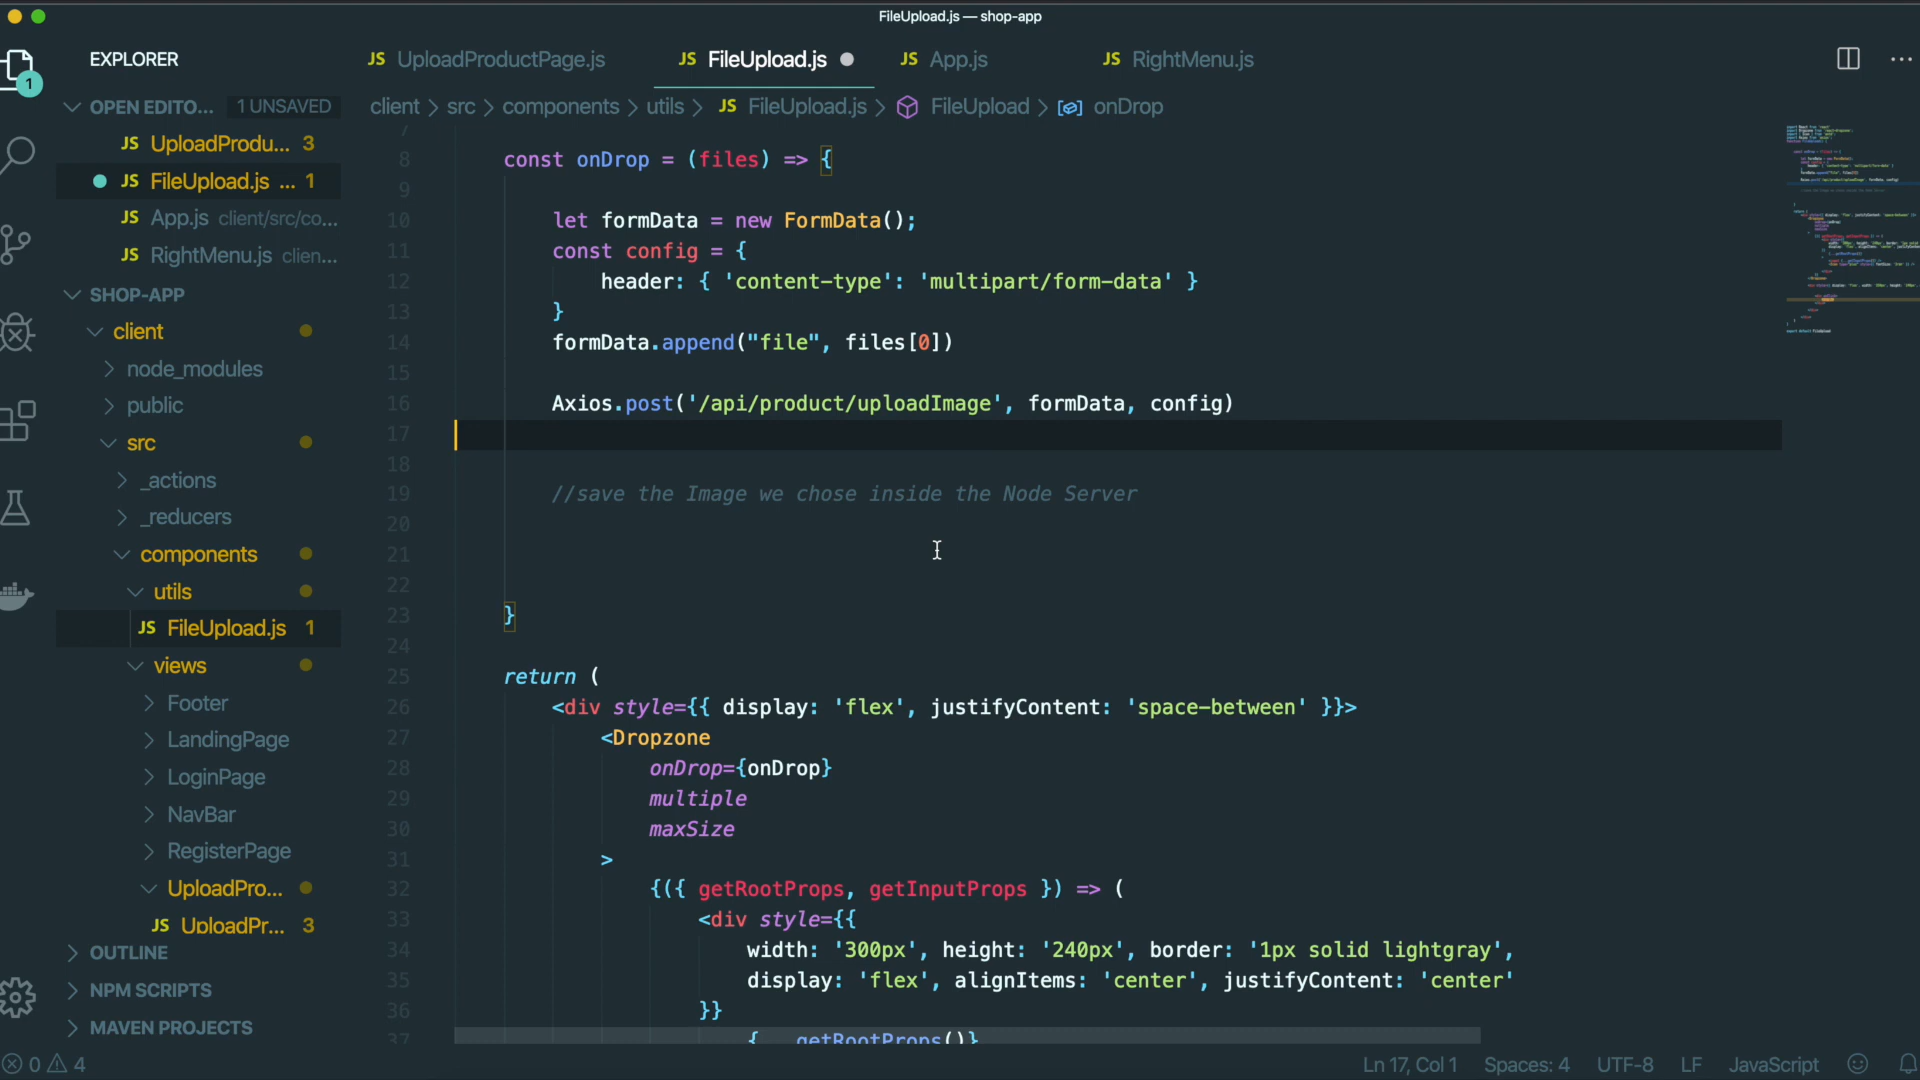 FileUpload.js — shop-app
EXPLORER
JS UploadProductPage.js
JS FileUpload.js
JS App.js
JS RightMenu.js
1
OPEN EDITO... 1 UNSAVED
client > src > components > utils > JS FileUpload.js > FileUpload > onDrop
JS UploadProdu... 3
JS FileUpload.js ... 1
JS App.js client/src/co...
JS RightMenu.js clien...
SHOP-APP
client
node_modules
public
src
_actions
_reducers
components
utils
JS FileUpload.js 1
views
Footer
LandingPage
LoginPage
NavBar
RegisterPage
UploadPro...
JS UploadPr... 3
OUTLINE
NPM SCRIPTS
MAVEN PROJECTS
7
8 const onDrop = (files) => {
9
10 let formData = new FormData();
11 const config = {
12 header: { 'content-type': 'multipart/form-data' }
13 }
14 formData.append("file", files[0])
15
16 Axios.post('/api/product/uploadImage', formData, config)
17
18
19 //save the Image we chose inside the Node Server
20
21
22
23 }
24
25 return (
26 <div style={{ display: 'flex', justifyContent: 'space-between' }}>
27 <Dropzone
28 onDrop={onDrop}
29 multiple
30 maxSize
31 >
32 {({ getRootProps, getInputProps }) => (
33 <div style={{
34 width: '300px', height: '240px', border: '1px solid lightgray',
35 display: 'flex', alignItems: 'center', justifyContent: 'center'
36 }}
37 {...getRootProps()}
0 4
Ln 17, Col 1 Spaces: 4 UTF-8 LF JavaScript